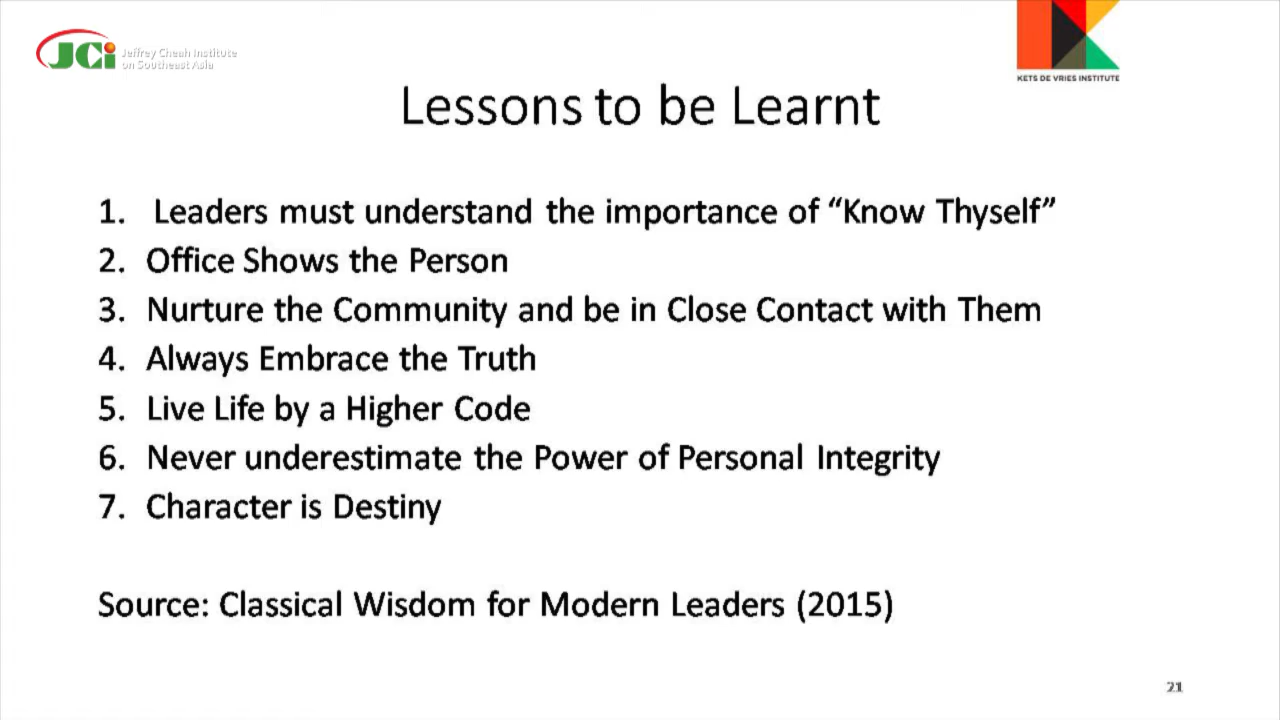 JCi Jeffrey Cheah Institute
on Southeast Asia
KETS DE VRIES INSTITUTE
Lessons to be Learnt
1. Leaders must understand the importance of “Know Thyself”
2. Office Shows the Person
3. Nurture the Community and be in Close Contact with Them
4. Always Embrace the Truth
5. Live Life by a Higher Code
6. Never underestimate the Power of Personal Integrity
7. Character is Destiny
Source: Classical Wisdom for Modern Leaders (2015)
21